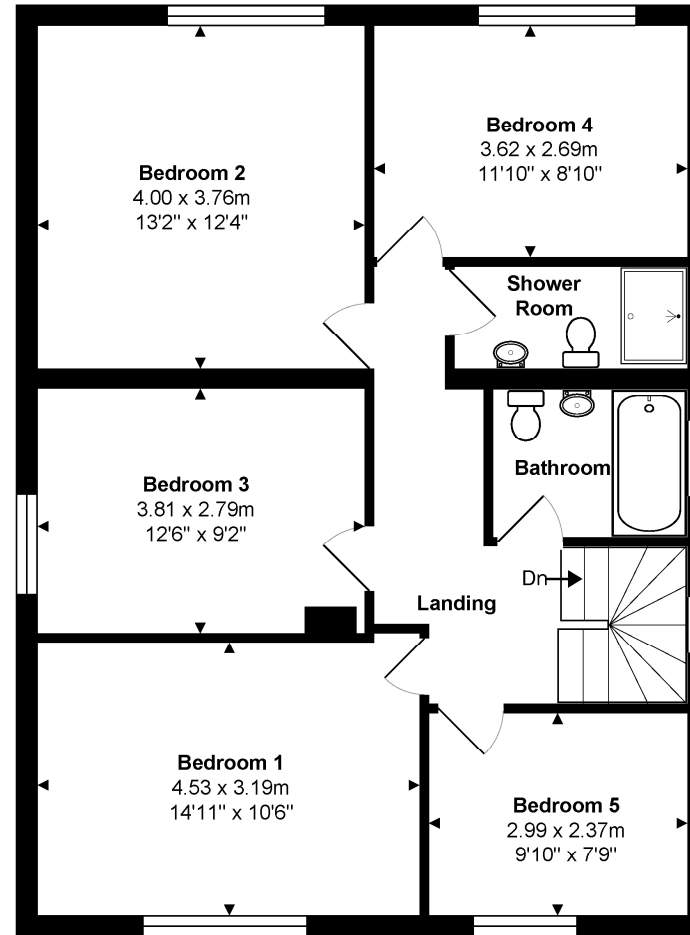 Bedroom 2
4.00 x 3.76m
13'2" x 12'4"
Bedroom 4
3.62 x 2.69m
11'10" x 8'10"
Shower
Room
Bedroom 3
3.81 x 2.79m
12'6" x 9'2"
Bathroom
Dn
Landing
Bedroom 1
4.53 x 3.19m
14'11" x 10'6"
Bedroom 5
2.99 x 2.37m
9'10" x 7'9"